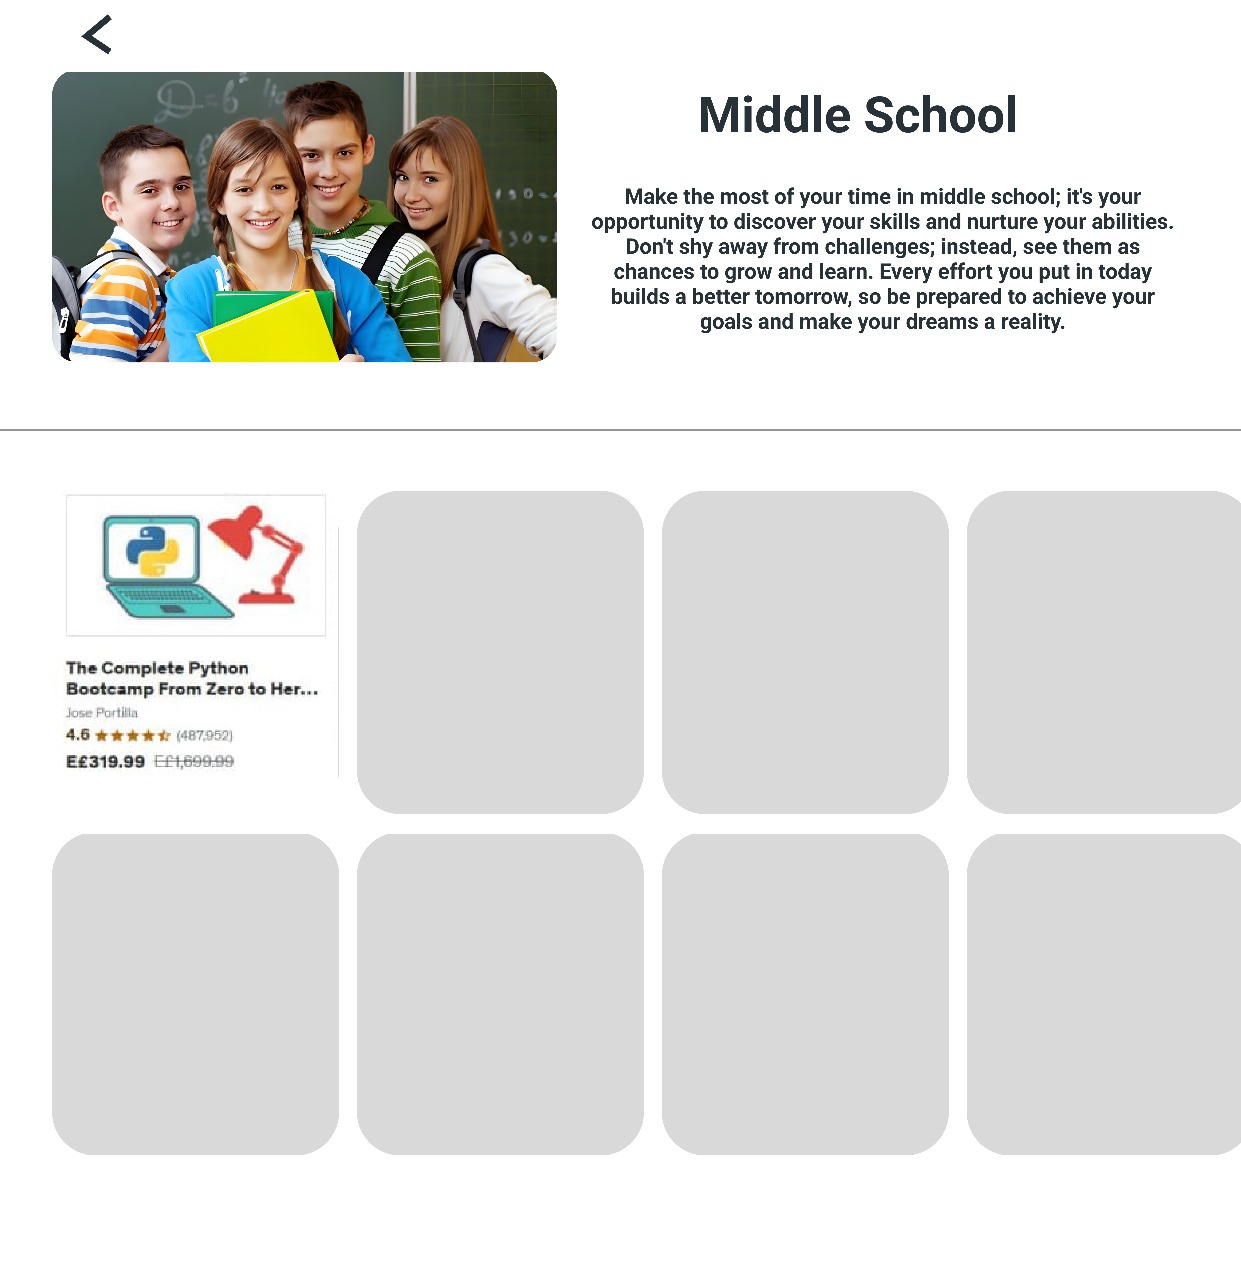 D=6²
Middle School
Make the most of your time in middle school; it's your
opportunity to discover your skills and nurture your abilities.
Don't shy away from challenges; instead, see them as
chances to grow and learn. Every effort you put in today
builds a better tomorrow, so be prepared to achieve your
goals and make your dreams a reality.
The Complete Python
Bootcamp From Zero to Her...
Jose Portilla
4.6 (487,952)
E£319.99 E£1,699.99